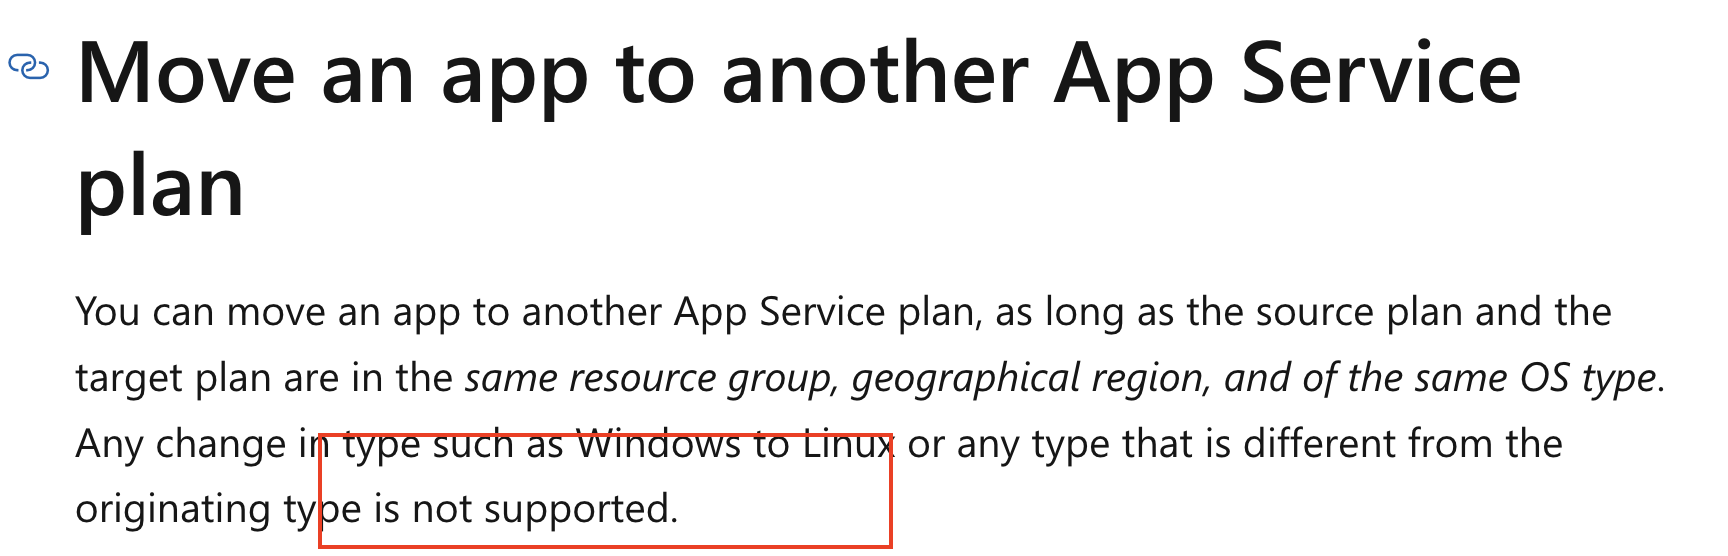 Move an app to another App Service
plan
You can move an app to another App Service plan, as long as the source plan and the
target plan are in the same resource group, geographical region, and of the same OS type.
Any change in type such as Windows to Linux or any type that is different from the
originating type is not supported.